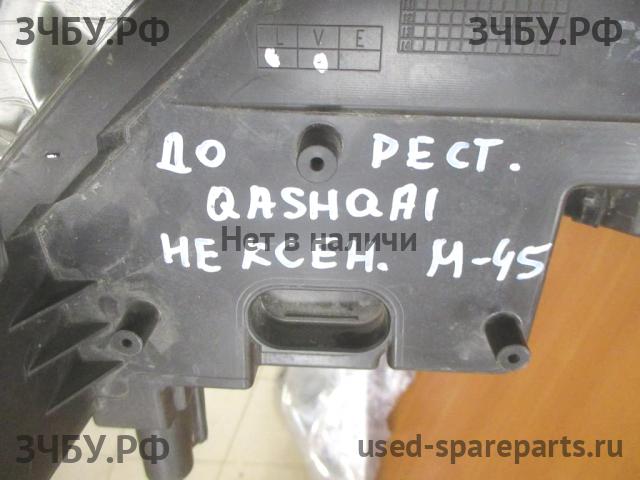 ЗЧБУ.РФ ЗЧБУ.РФ
L V E
ДО РЕСТ.
QASHQAI
Нет в наличи
НЕ КСЕН. М-45
ЗЧБУ.РФ used-spareparts.ru